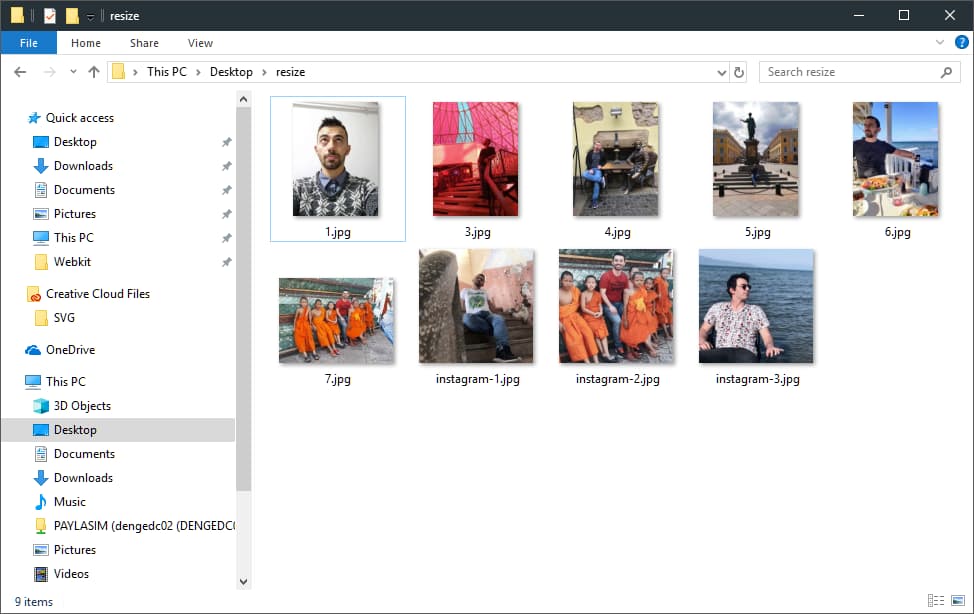 resize
File
Home
Share
View
This PC
Desktop
resize
Search resize
Quick access
Desktop
Downloads
Documents
Pictures
This PC
Webkit
Creative Cloud Files
SVG
OneDrive
This PC
3D Objects
Desktop
Documents
Downloads
Music
PAYLASIM (dengedc02 (DENGEDC
Pictures
Videos
1.jpg
3.jpg
4.jpg
5.jpg
6.jpg
7.jpg
instagram-1.jpg
instagram-2.jpg
instagram-3.jpg
9 items